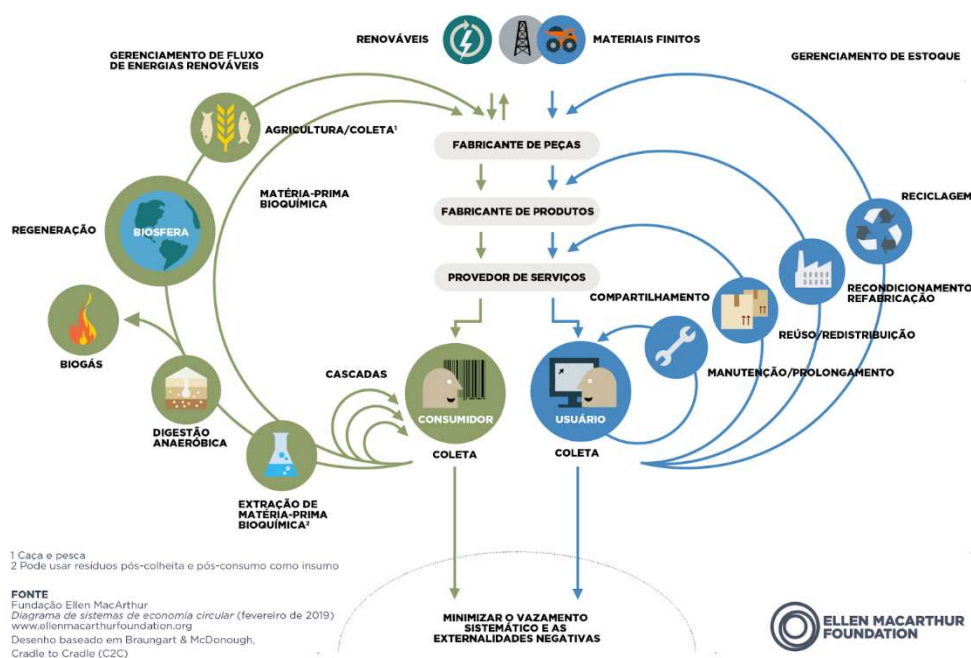 RENOVÁVEIS
MATERIAIS FINITOS
GERENCIAMENTO DE FLUXO
DE ENERGIAS RENOVÁVEIS
GERENCIAMENTO DE ESTOQUE
AGRICULTURA/COLETA¹
FABRICANTE DE PEÇAS
MATÉRIA-PRIMA
BIOQUÍMICA
RECICLAGEM
FABRICANTE DE PRODUTOS
REGENERAÇÃO
BIOSFERA
PROVEDOR DE SERVIÇOS
RECONDICIONAMENTO
REFABRICAÇÃO
COMPARTILHAMENTO
REÚSO/REDISTRIBUIÇÃO
BIOGÁS
CASCADAS
MANUTENÇÃO/PROLONGAMENTO
CONSUMIDOR
USUÁRIO
DIGESTÃO
ANAERÓBICA
COLETA
COLETA
EXTRAÇÃO DE
MATÉRIA-PRIMA
BIOQUÍMICA²
1 Caça e pesca
2 Pode usar resíduos pós-colheita e pós-consumo como insumo
FONTE
Fundação Ellen MacArthur
Diagrama de sistemas de economia circular (fevereiro de 2019)
www.ellenmacarthurfoundation.org
Desenho baseado em Braungart & McDonough,
Cradle to Cradle (C2C)
MINIMIZAR O VAZAMENTO
SISTEMÁTICO E AS
EXTERNALIDADES NEGATIVAS
ELLEN MACARTHUR
FOUNDATION